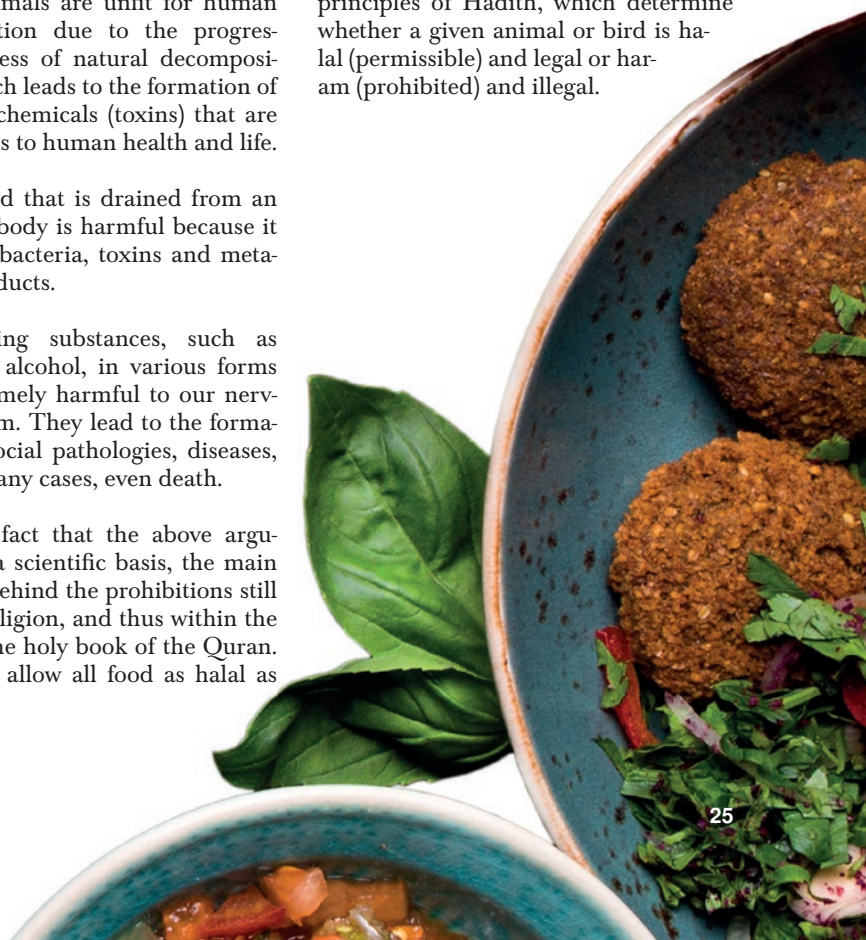 mals are unfit for human
tion due to the progres-
ess of natural decomposi-
ch leads to the formation of
chemicals (toxins) that are
s to human health and life.
d that is drained from an
body is harmful because it
bacteria, toxins and meta-
ducts.
ing substances, such as
alcohol, in various forms
mely harmful to our nerv-
m. They lead to the forma-
ocial pathologies, diseases,
any cases, even death.
fact that the above argu-
a scientific basis, the main
behind the prohibitions still
ligion, and thus within the
he holy book of the Quran.
allow all food as halal as
principles of Hadith, which determine
whether a given animal or bird is ha-
lal (permissible) and legal or har-
am (prohibited) and illegal.
25